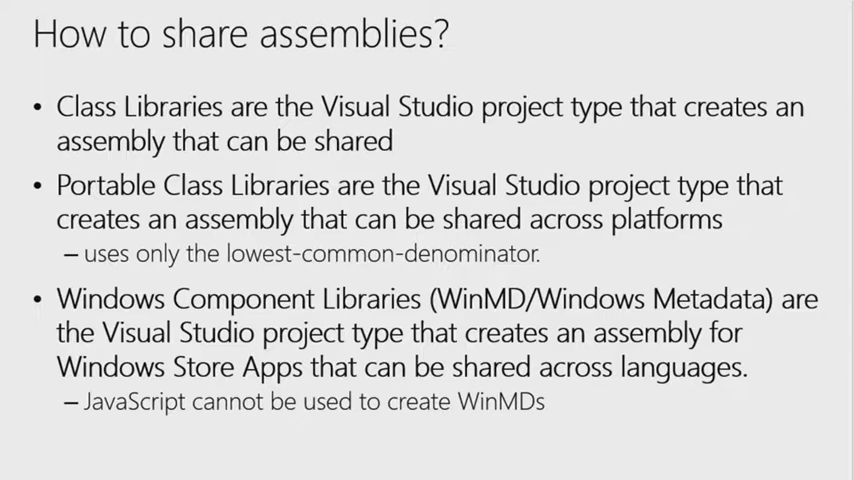 How to share assemblies?
• Class Libraries are the Visual Studio project type that creates an
assembly that can be shared
• Portable Class Libraries are the Visual Studio project type that
creates an assembly that can be shared across platforms
– uses only the lowest-common-denominator.
• Windows Component Libraries (WinMD/Windows Metadata) are
the Visual Studio project type that creates an assembly for
Windows Store Apps that can be shared across languages.
– JavaScript cannot be used to create WinMDs